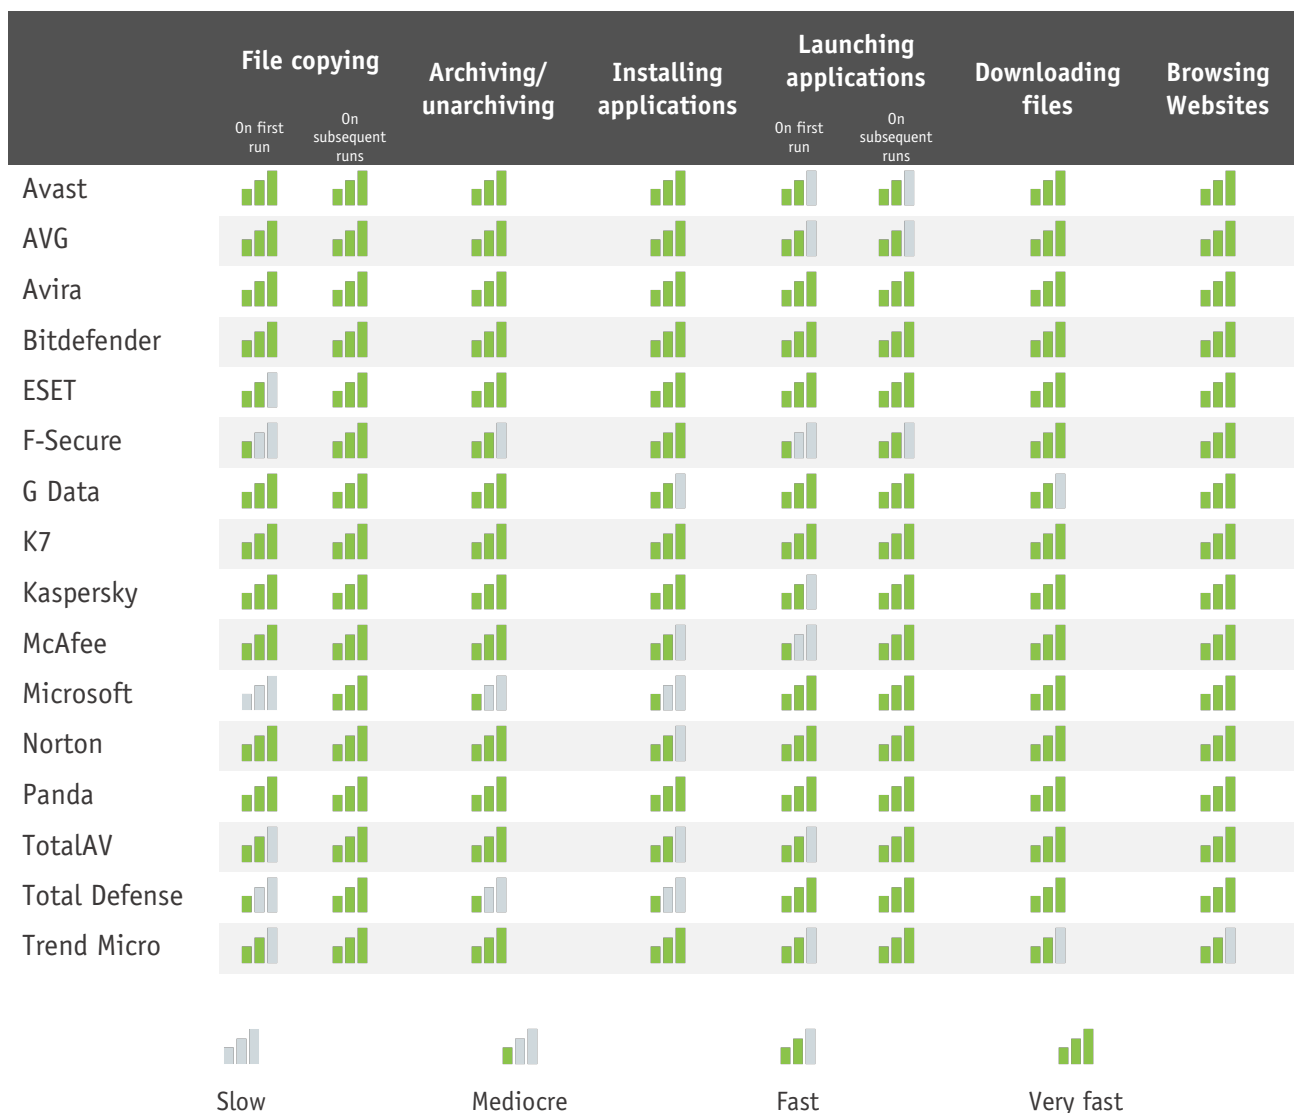 File copying
Archiving/
unarchiving
Installing
applications
Launching
applications
Downloading
files
Browsing
Websites
On first
run
On
subsequent
runs
On first
run
On
subsequent
runs
Avast
AVG
Avira
Bitdefender
ESET
F-Secure
G Data
K7
Kaspersky
McAfee
Microsoft
Norton
Panda
TotalAV
Total Defense
Trend Micro
Slow
Mediocre
Fast
Very fast